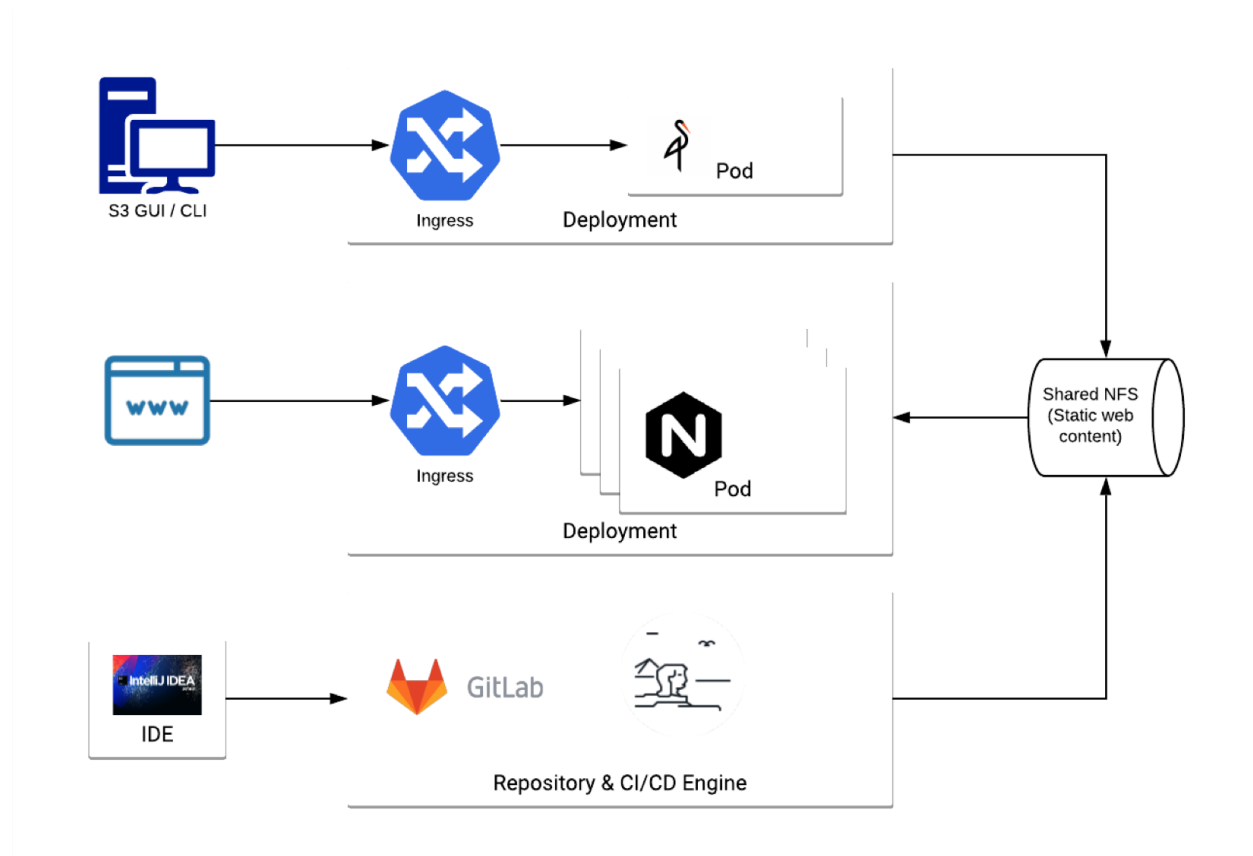 S3 GUI / CLI
Ingress
Pod
Deployment
www
Ingress
N
Pod
Deployment
Shared NFS
(Static web
content)
IntelliJ IDEA
IDE
GitLab
Repository & CI/CD Engine